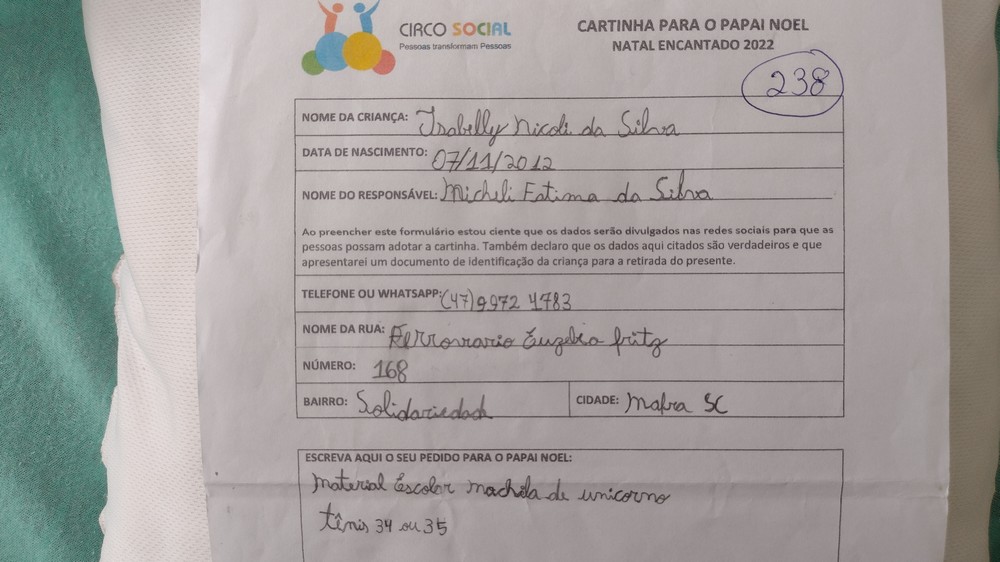 CIRCO SOCIAL
Pessoas transformam Pessoas
CARTINHA PARA O PAPAI NOEL
NATAL ENCANTADO 2022
238
NOME DA CRIANÇA: Isabelly Nicoli da Silva
DATA DE NASCIMENTO: 07/11/2012
NOME DO RESPONSÁVEL: Micheli Fatima da Silva
Ao preencher este formulário estou ciente que os dados serão divulgados nas redes sociais para que as
pessoas possam adotar a cartinha. Também declaro que os dados aqui citados são verdadeiros e que
apresentarei um documento de identificação da criança para a retirada do presente.
TELEFONE OU WHATSAPP: (47)9972 4783
NOME DA RUA: Ferrovrario Euzebio fritz
NÚMERO: 168
BAIRRO: Solidariedad CIDADE: Mafra SC
ESCREVA AQUI O SEU PEDIDO PARA O PAPAI NOEL:
Material Escolar machila de unicorno
tênis 34 ou 35